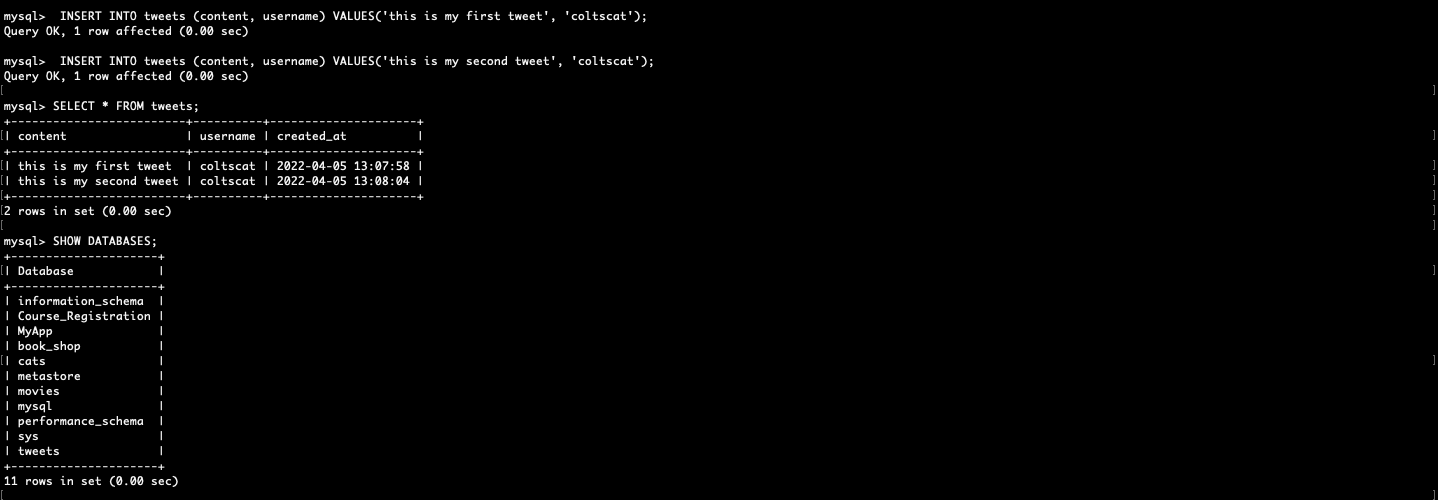 mysql>  INSERT INTO tweets (content, username) VALUES('this is my first tweet', 'coltscat');
Query OK, 1 row affected (0.00 sec)
mysql>  INSERT INTO tweets (content, username) VALUES('this is my second tweet', 'coltscat');
Query OK, 1 row affected (0.00 sec)
mysql> SELECT * FROM tweets;
+-------------------------+----------+---------------------+
| content                 | username | created_at          |
+-------------------------+----------+---------------------+
| this is my first tweet  | coltscat | 2022-04-05 13:07:58 |
| this is my second tweet | coltscat | 2022-04-05 13:08:04 |
+-------------------------+----------+---------------------+
2 rows in set (0.00 sec)
mysql> SHOW DATABASES;
+---------------------+
| Database            |
+---------------------+
| information_schema  |
| Course_Registration |
| MyApp               |
| book_shop           |
| cats                |
| metastore           |
| movies              |
| mysql               |
| performance_schema  |
| sys                 |
| tweets              |
+---------------------+
11 rows in set (0.00 sec)